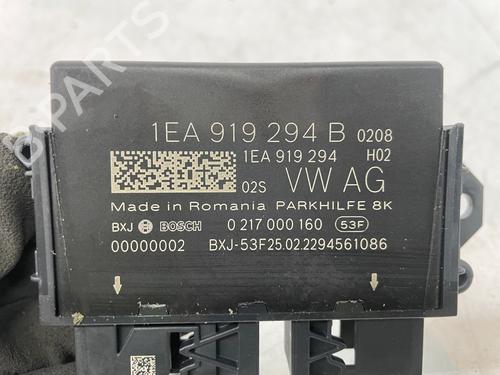 1EA 919 294 B 0208
1EA 919 294 H02
02S VW AG
Made in Romania PARKHILFE 8K
BXJ BOSCH 0 217 000 160 53F
00000002 BXJ-53F25.02.2294561086